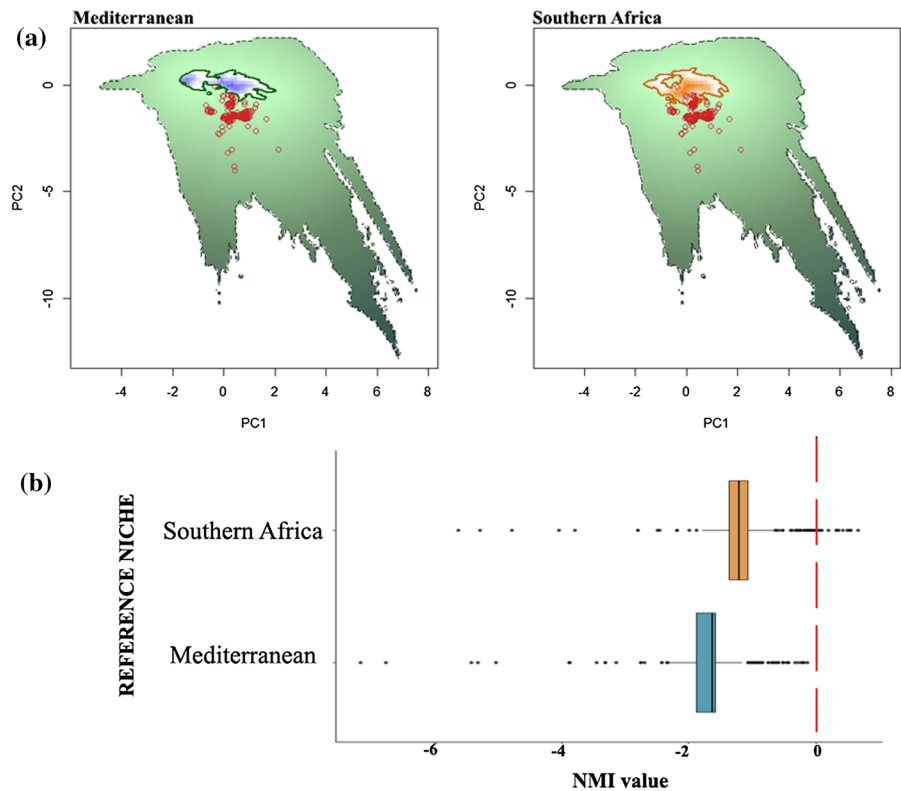 (a)
Mediterranean
Southern Africa
PC2
0
-5
-10
-4 -2 0 2 4 6 8
PC1
PC2
0
-5
-10
-4 -2 0 2 4 6 8
PC1
(b)
REFERENCE NICHE
Southern Africa
Mediterranean
-6 -4 -2 0
NMI value